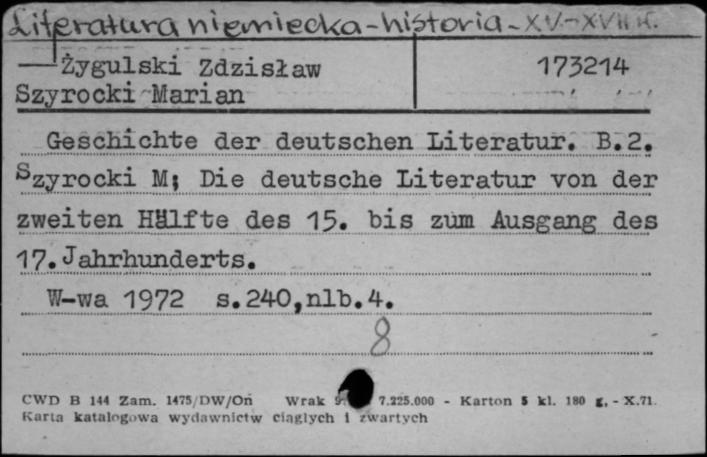 Literatura niemiecka-historia-XV-XVII w.
Żygulski Zdzisław 173214
Szyrocki Marian
Geschichte der deutschen Literatur. B.2.
Szyrocki M; Die deutsche Literatur von der
zweiten Hälfte des 15. bis zum Ausgang des
17.Jahrhunderts.
W-wa 1972 s.240,nlb.4.
8
CWD B 144 Zam. 1475/DW/On Wrak 7.225.000 - Karton 5 kl. 180 g, - X.71.
Karta katalogowa wydawnictw ciągłych i zwartych